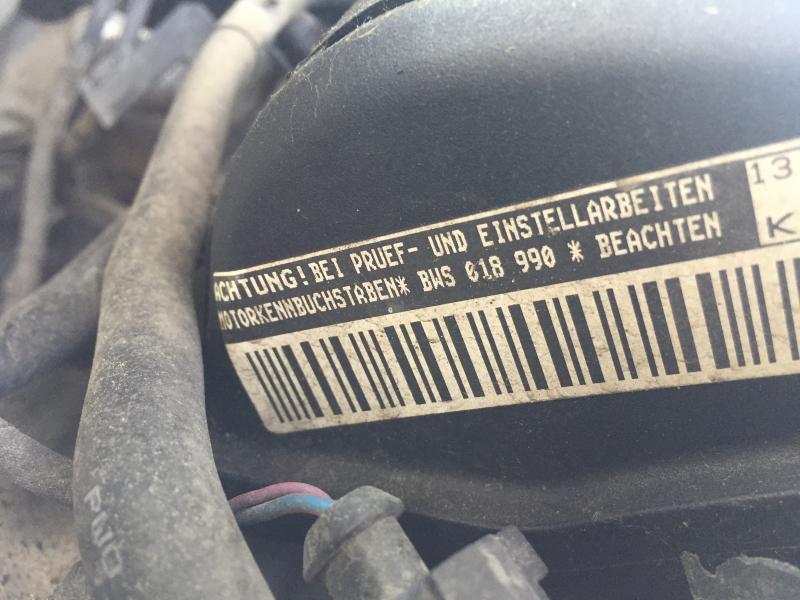 ACHTUNG! BEI PRUEF- UND EINSTELLARBEITEN
MOTORKENNBUCHSTABEN* BWS 018 990 * BEACHTEN
13
K